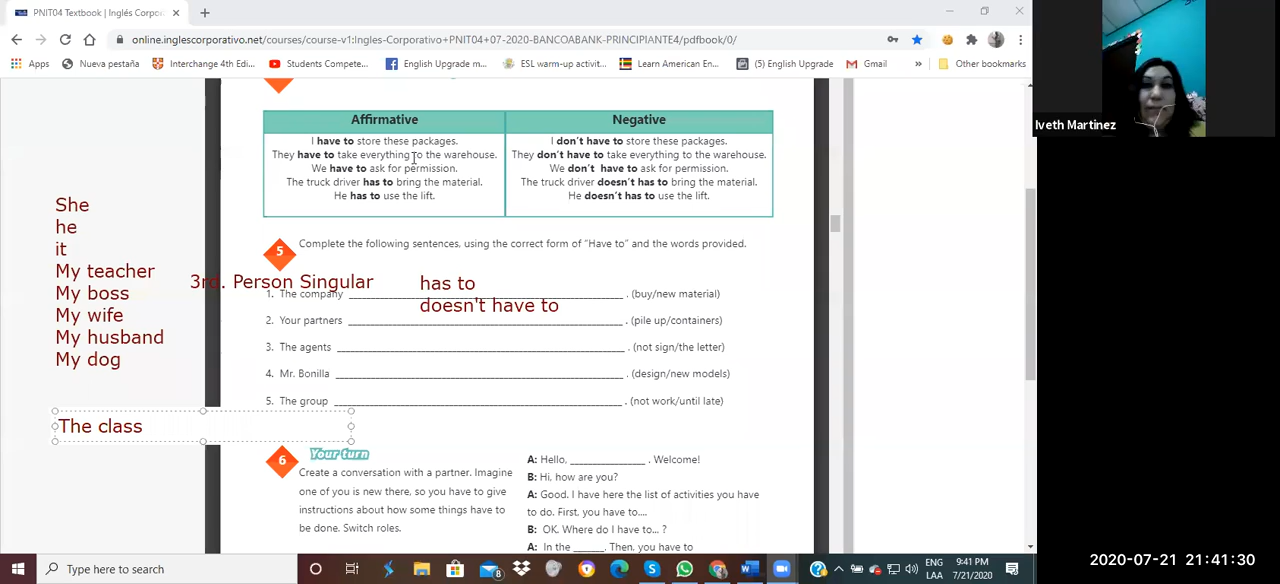 PNIT04 Textbook | Inglés Corpora
online.inglescorporativo.net/courses/course-v1:Ingles-Corporativo+PNIT04+07-2020-BANCOABANK-PRINCIPIANTE4/pdfbook/0/
Apps
Nueva pestaña
Interchange 4th Edi...
Students Compete...
English Upgrade m...
ESL warm-up activit...
Learn American En...
(5) English Upgrade
Gmail
»
Other bookmarks
Iveth Martinez
Affirmative
I have to store these packages.
They have to take everything to the warehouse.
We have to ask for permission.
The truck driver has to bring the material.
He has to use the lift.
Negative
I don't have to store these packages.
They don't have to take everything to the warehouse.
We don't have to ask for permission.
The truck driver doesn't has to bring the material.
He doesn't has to use the lift.
She
he
it
My teacher
My boss
My wife
My husband
My dog
The class
3rd. Person Singular
has to
doesn't have to
5 Complete the following sentences, using the correct form of "Have to" and the words provided.
1. The company ______ . (buy/new material)
2. Your partners ______ . (pile up/containers)
3. The agents ______ . (not sign/the letter)
4. Mr. Bonilla ______ . (design/new models)
5. The group ______ . (not work/until late)
6 Your turn
Create a conversation with a partner. Imagine
one of you is new there, so you have to give
instructions about how some things have to
be done. Switch roles.
A: Hello, ______ . Welcome!
B: Hi, how are you?
A: Good. I have here the list of activities you have
to do. First, you have to....
B: OK. Where do I have to... ?
A: In the ______. Then, you have to
Type here to search
8
ENG
LAA
9:41 PM
7/21/2020
2020-07-21 21:41:30